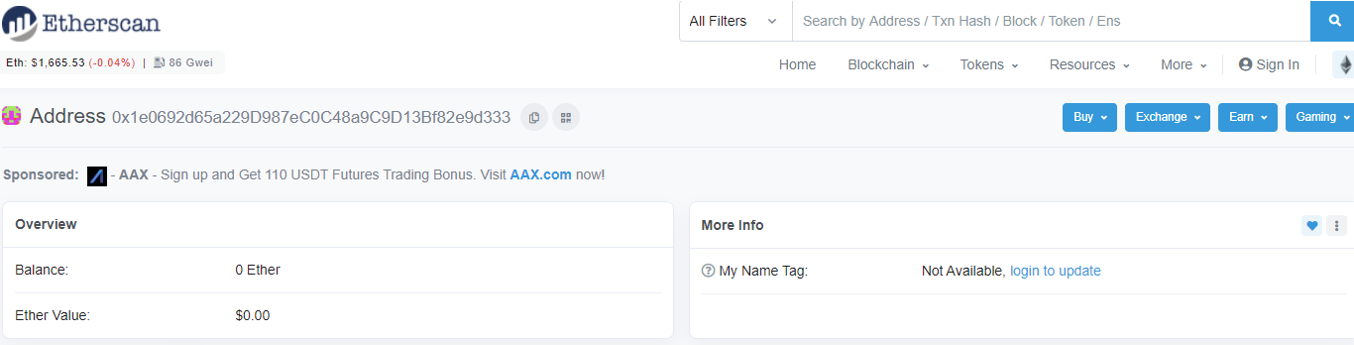 Etherscan
All Filters
Search by Address / Txn Hash / Block / Token / Ens
Eth: $1,665.53 (-0.04%) | 86 Gwei
Home Blockchain Tokens Resources More Sign In
Address 0x1e0692d65a229D987eC0C48a9C9D13Bf82e9d333
Buy Exchange Earn Gaming
Sponsored: - AAX - Sign up and Get 110 USDT Futures Trading Bonus. Visit AAX.com now!
Overview
Balance: 0 Ether
Ether Value: $0.00
More Info
My Name Tag: Not Available, login to update